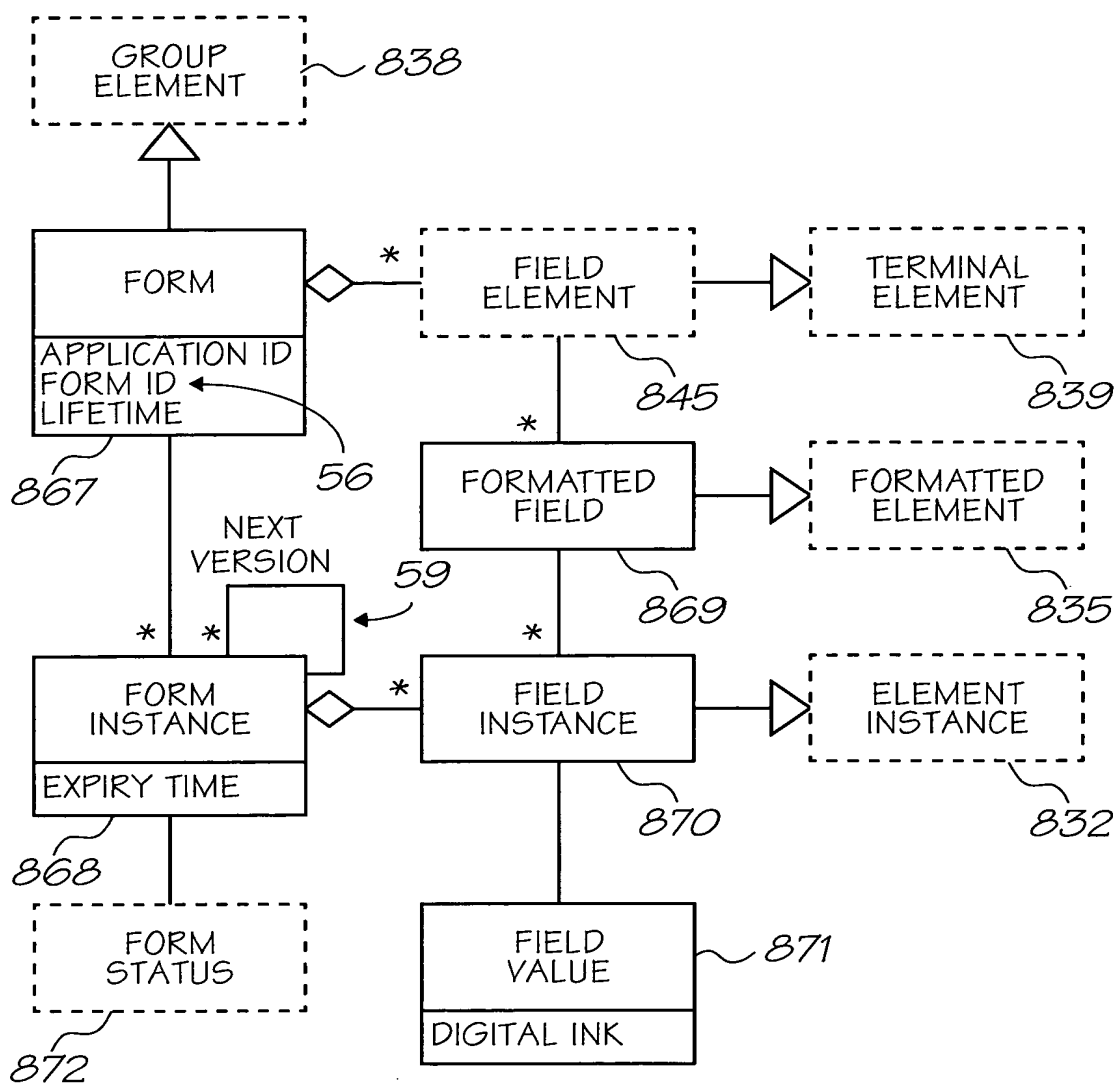 GROUP
ELEMENT
838
FORM
*
FIELD
ELEMENT
TERMINAL
ELEMENT
APPLICATION ID
FORM ID
LIFETIME
867
56
845
839
*
FORMATTED
FIELD
FORMATTED
ELEMENT
NEXT
VERSION
59
869
835
*
*
*
FORM
INSTANCE
*
FIELD
INSTANCE
ELEMENT
INSTANCE
EXPIRY TIME
868
870
832
FORM
STATUS
872
FIELD
VALUE
871
DIGITAL INK